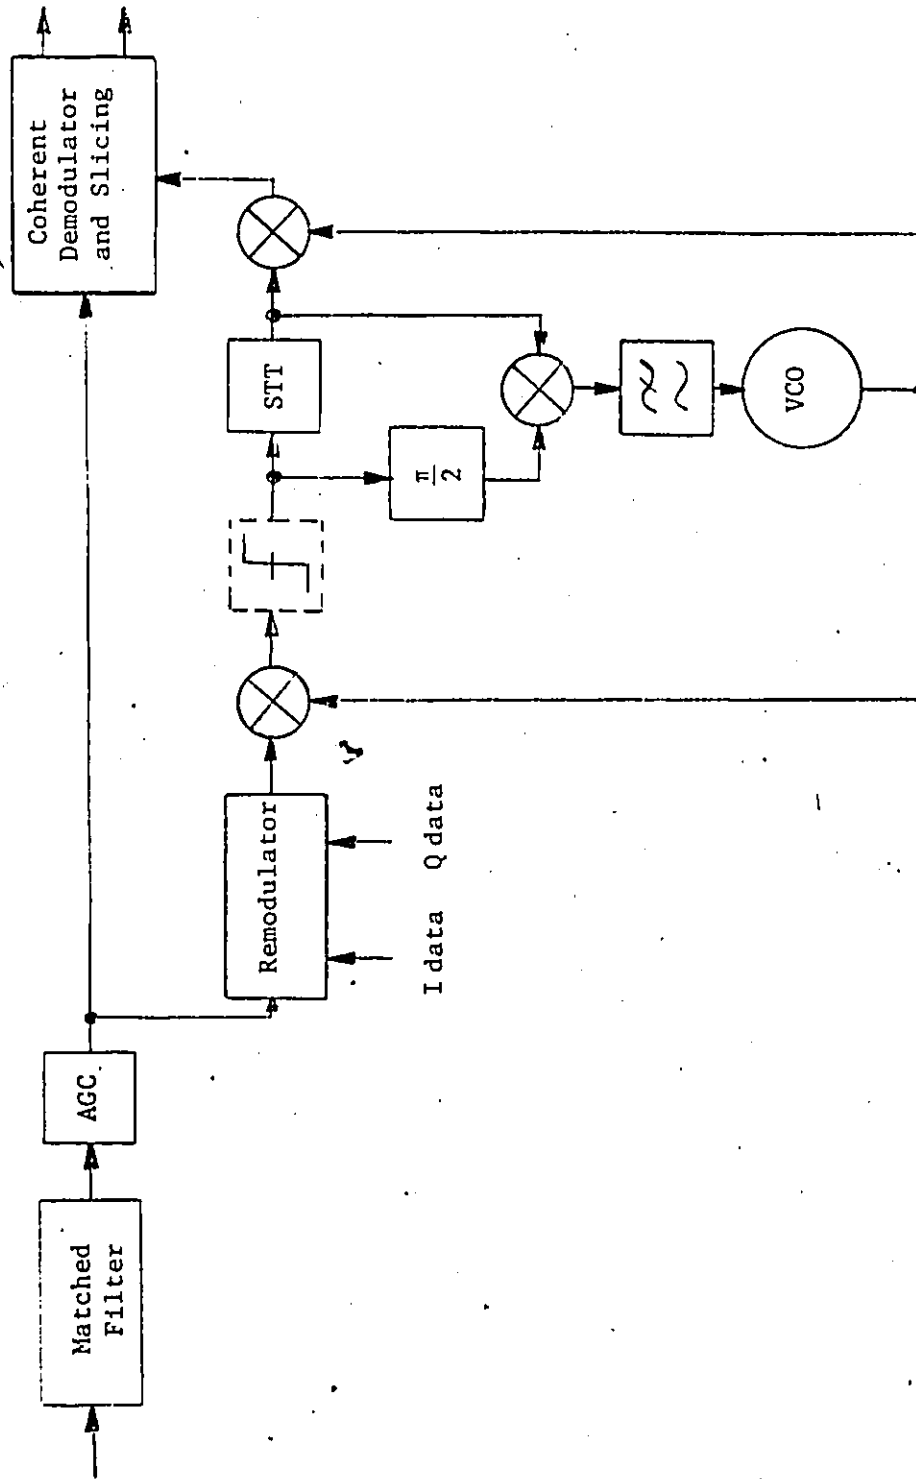 Matched
Filter
AGC
Remodulator
I data
Q data
π
2
STT
VCO
Coherent
Demodulator
and Slicing